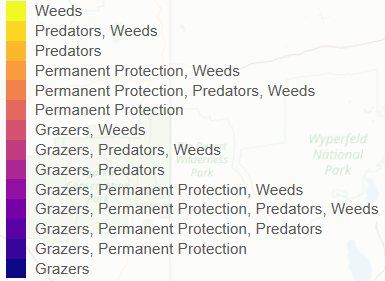 Weeds
Predators, Weeds
Predators
Permanent Protection, Weeds
Permanent Protection, Predators, Weeds
Permanent Protection
Grazers, Weeds
Grazers, Predators, Weeds
Grazers, Predators
Grazers, Permanent Protection, Weeds
Grazers, Permanent Protection, Predators, Weeds
Grazers, Permanent Protection, Predators
Grazers, Permanent Protection
Grazers
Wyperfeld
National
Park
Wilderness
Park